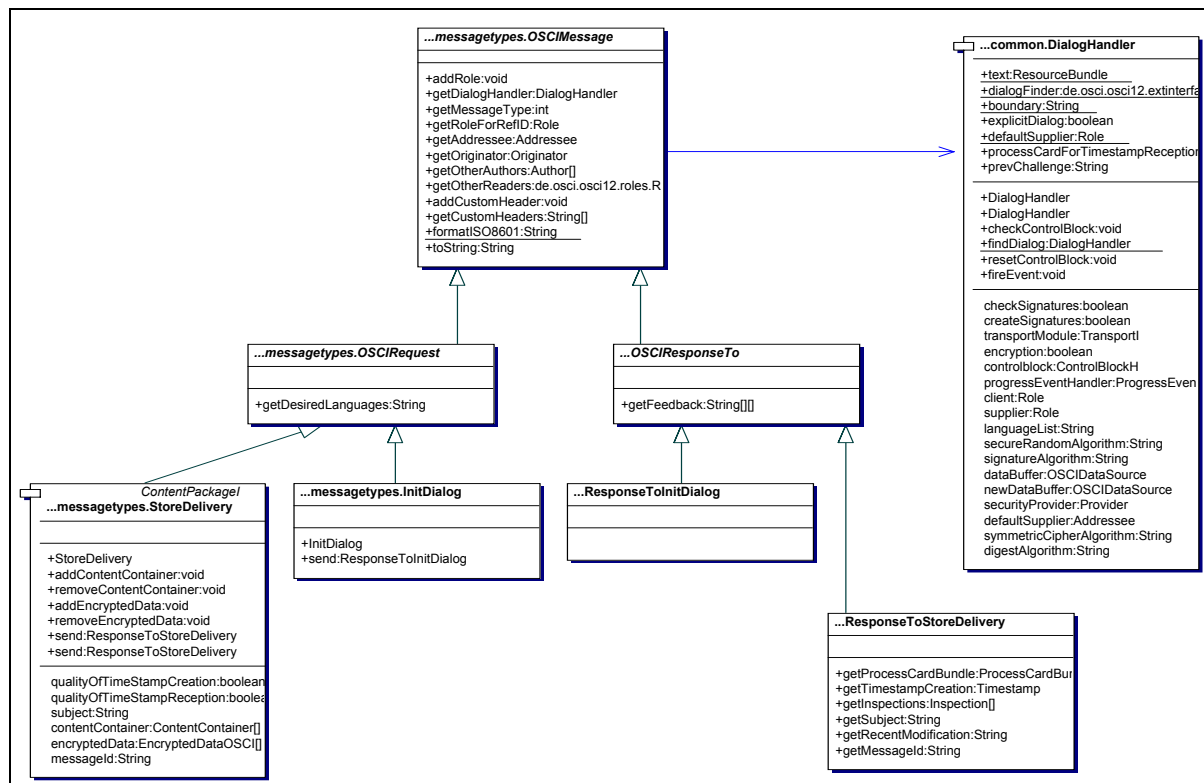 ...messagetypes.OSCIMessage
+addRole:void
+getDialogHandler:DialogHandler
+getMessageType:int
+getRoleForRefID:Role
+getAddressee:Addressee
+getOriginator:Originator
+getOtherAuthors:Author[]
+getOtherReaders:de.osci.osci12.roles.R
+addCustomHeader:void
+getCustomHeaders:String[]
+formatISO8601:String
+toString:String
...common.DialogHandler
+text:ResourceBundle
+dialogFinder:de.osci.osci12.extinterfa
+boundary:String
+explicitDialog:boolean
+defaultSupplier:Role
+processCardForTimestampReception
+prevChallenge:String
+DialogHandler
+DialogHandler
+checkControlBlock:void
+findDialog:DialogHandler
+resetControlBlock:void
+fireEvent:void
checkSignatures:boolean
createSignatures:boolean
transportModule:TransportI
encryption:boolean
controlblock:ControlBlockH
progressEventHandler:ProgressEven
client:Role
supplier:Role
languageList:String
secureRandomAlgorithm:String
signatureAlgorithm:String
dataBuffer:OSCIDataSource
newDataBuffer:OSCIDataSource
securityProvider:Provider
defaultSupplier:Addressee
symmetricCipherAlgorithm:String
digestAlgorithm:String
...messagetypes.OSCIRequest
+getDesiredLanguages:String
...OSCIResponseTo
+getFeedback:String[][]
ContentPackageI
...messagetypes.StoreDelivery
+StoreDelivery
+addContentContainer:void
+removeContentContainer:void
+addEncryptedData:void
+removeEncryptedData:void
+send:ResponseToStoreDelivery
+send:ResponseToStoreDelivery
qualityOfTimeStampCreation:boolean
qualityOfTimeStampReception:boolea
subject:String
contentContainer:ContentContainer[]
encryptedData:EncryptedDataOSCI[]
messageId:String
...messagetypes.InitDialog
+InitDialog
+send:ResponseToInitDialog
...ResponseToInitDialog
...ResponseToStoreDelivery
+getProcessCardBundle:ProcessCardBun
+getTimestampCreation:Timestamp
+getInspections:Inspection[]
+getSubject:String
+getRecentModification:String
+getMessageId:String